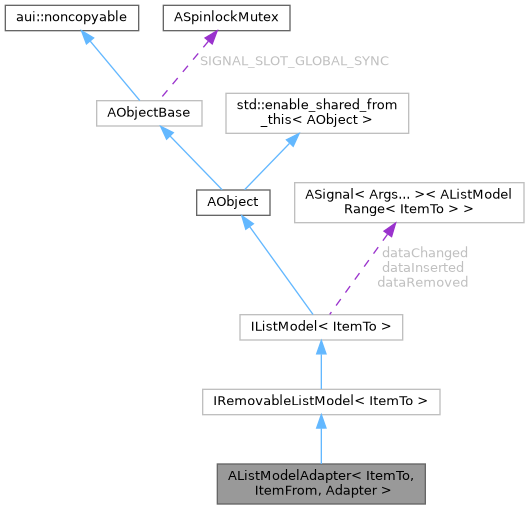 aui::noncopyable
ASpinlockMutex
SIGNAL_SLOT_GLOBAL_SYNC
AObjectBase
std::enable_shared_from
_this< AObject >
AObject
ASignal< Args... >< AListModel
Range< ItemTo > >
dataChanged
dataInserted
dataRemoved
IListModel< ItemTo >
IRemovableListModel< ItemTo >
AListModelAdapter< ItemTo,
ItemFrom, Adapter >